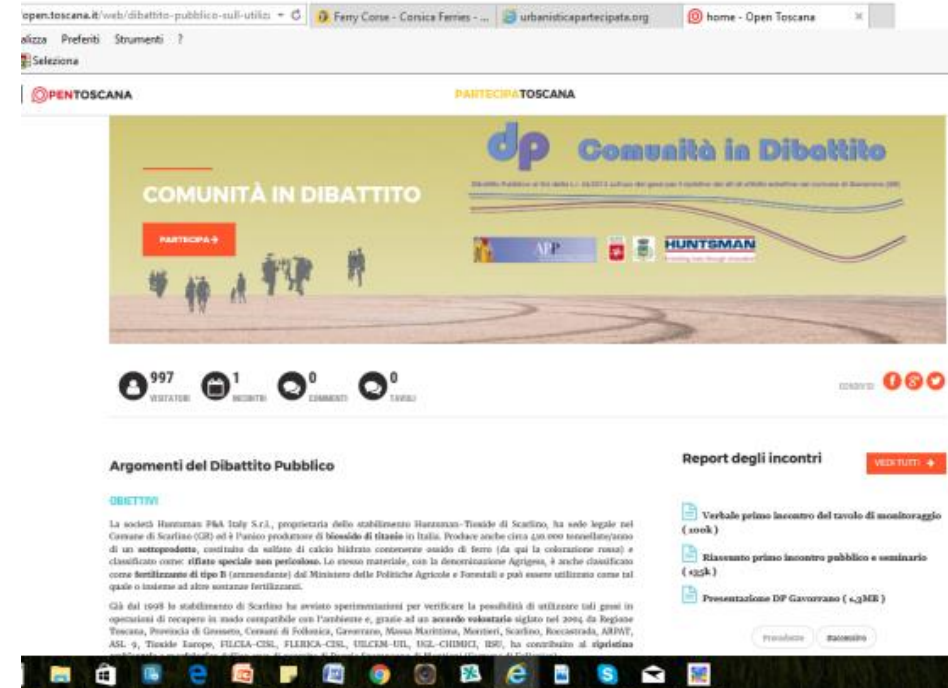 open.toscana.it/web/dibattito-pubblico-sull-utiliz
Ferry Corse - Corsica Ferries - ...
urbanisticapartecipata.org
home - Open Toscana
alizza Preferiti Strumenti ?
Seleziona
OPENTOSCANA
PARTECIPATOSCANA
dp Comunità in Dibattito
COMUNITÀ IN DIBATTITO
PARTECIPA
APP
HUNTSMAN
997
VISITATORI
1
INCONTRI
0
COMMENTI
0
TAVOLI
CONDIVIDI
Argomenti del Dibattito Pubblico
Report degli incontri
VEDI TUTTI
OBIETTIVI
La società Huntsman P&A Italy S.r.l., proprietaria dello stabilimento Huntsman-Tioxide di Scarlino, ha sede legale nel
Comune di Scarlino (GR) ed è l'unico produttore di biossido di titanio in Italia. Produce anche circa 430.000 tonnellate/anno
di un sottoprodotto, costituito da solfato di calcio biidrato contenente ossido di ferro (da qui la colorazione rossa) e
classificato come: rifiuto speciale non pericoloso. Lo stesso materiale, con la denominazione Agrigess, è anche classificato
come fertilizzante di tipo B (ammendante) dal Ministero delle Politiche Agricole e Forestali e può essere utilizzato come tal
quale o insieme ad altre sostanze fertilizzanti.
Già dal 1998 lo stabilimento di Scarlino ha avviato sperimentazioni per verificare la possibilità di utilizzare tali gessi in
operazioni di recupero in modo compatibile con l'ambiente e, grazie ad un accordo volontario siglato nel 2004 da Regione
Toscana, Provincia di Grosseto, Comuni di Follonica, Gavorrano, Massa Marittima, Montieri, Scarlino, Roccastrada, ARPAT,
ASL 9, Tioxide Europe, FILCEA-CISL, FLERICA-CISL, UILCEM-UIL, UGL-CHIMICI, RSU, ha contribuito al ripristino
Verbale primo incontro del tavolo di monitoraggio
( 100k )
Riassunto primo incontro pubblico e seminario
( 435k )
Presentazione DP Gavorrano ( 4,3MB )
Precedente
Successivo